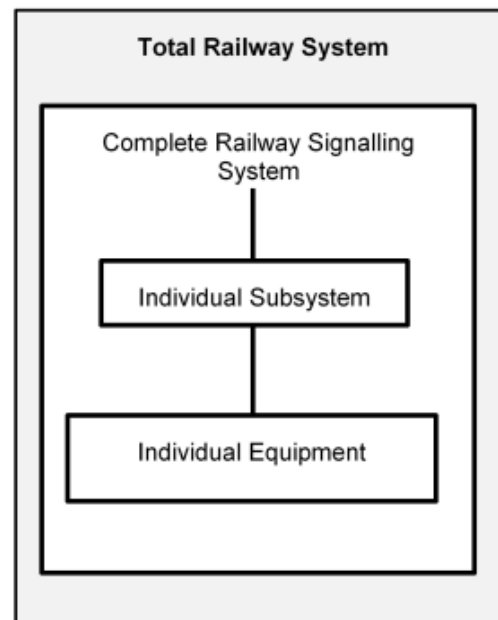 Total Railway System
Complete Railway Signalling
System
Individual Subsystem
Individual Equipment